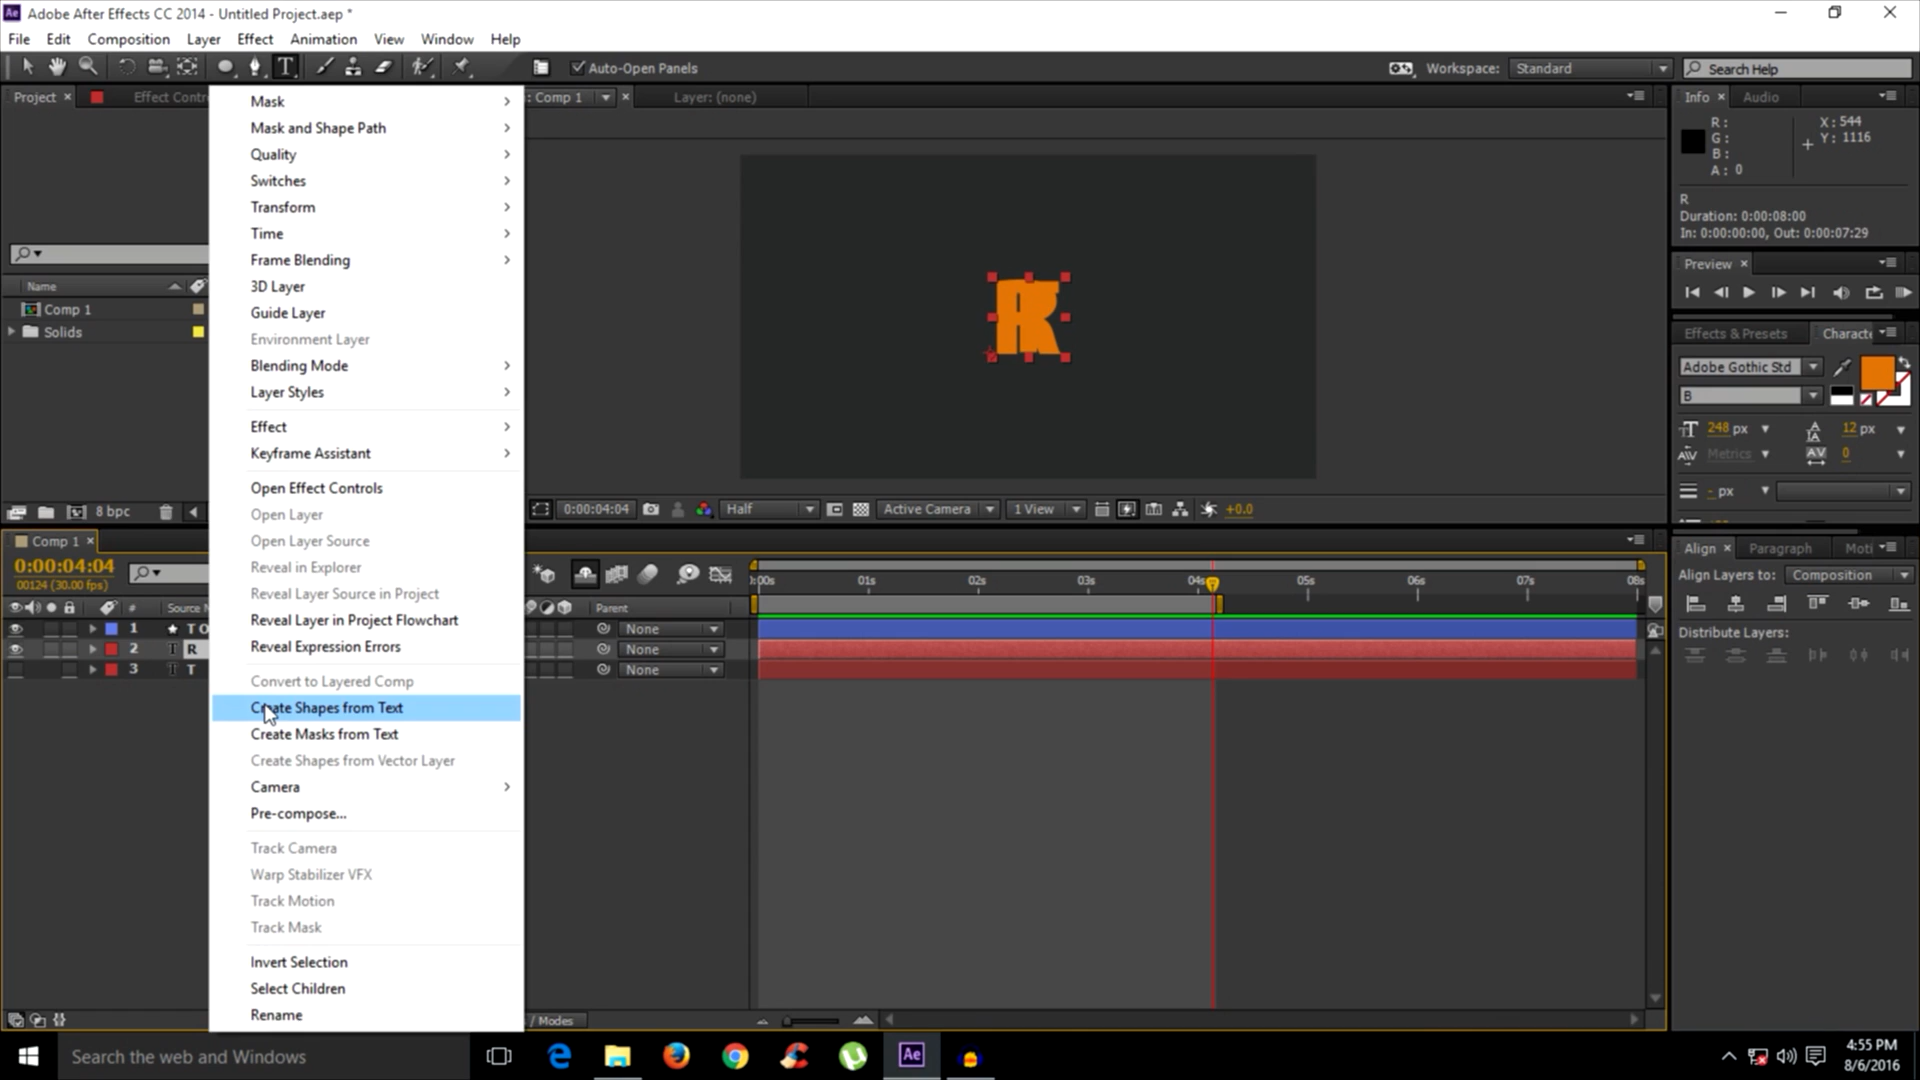 Adobe After Effects CC 2014 - Untitled Project.aep *
File Edit Composition Layer Effect Animation View Window Help
Auto-Open Panels
Workspace: Standard
Search Help
Project
Comp 1
Layer: (none)
Name
Comp 1
Solids
8 bpc
Mask
Mask and Shape Path
Quality
Switches
Transform
Time
Frame Blending
3D Layer
Guide Layer
Environment Layer
Blending Mode
Layer Styles
Effect
Keyframe Assistant
Open Effect Controls
Open Layer
Open Layer Source
Reveal in Explorer
Reveal Layer Source in Project
Reveal Layer in Project Flowchart
Reveal Expression Errors
Convert to Layered Comp
Create Shapes from Text
Create Masks from Text
Create Shapes from Vector Layer
Camera
Pre-compose...
Track Camera
Warp Stabilizer VFX
Track Motion
Track Mask
Invert Selection
Select Children
Rename
R
0:00:04:04
Half
Active Camera
1 View
+0.0
Info Audio
R:
G:
B:
A: 0
X: 544
Y: 1116
R
Duration: 0:00:08:00
In: 0:00:00:00, Out: 0:00:07:29
Preview
Effects & Presets
Adobe Gothic Std
B
248 px
12 px
Metrics
0
- px
Align Paragraph
Align Layers to: Composition
Distribute Layers:
Comp 1
0:00:04:04
00124 (30.00 fps)
# Source
Parent
1 T
None
2 R
None
3 T
None
01s 02s 03s 04s 05s 06s 07s 08s
/ Modes
Search the web and Windows
Ae
4:55 PM
8/6/2016